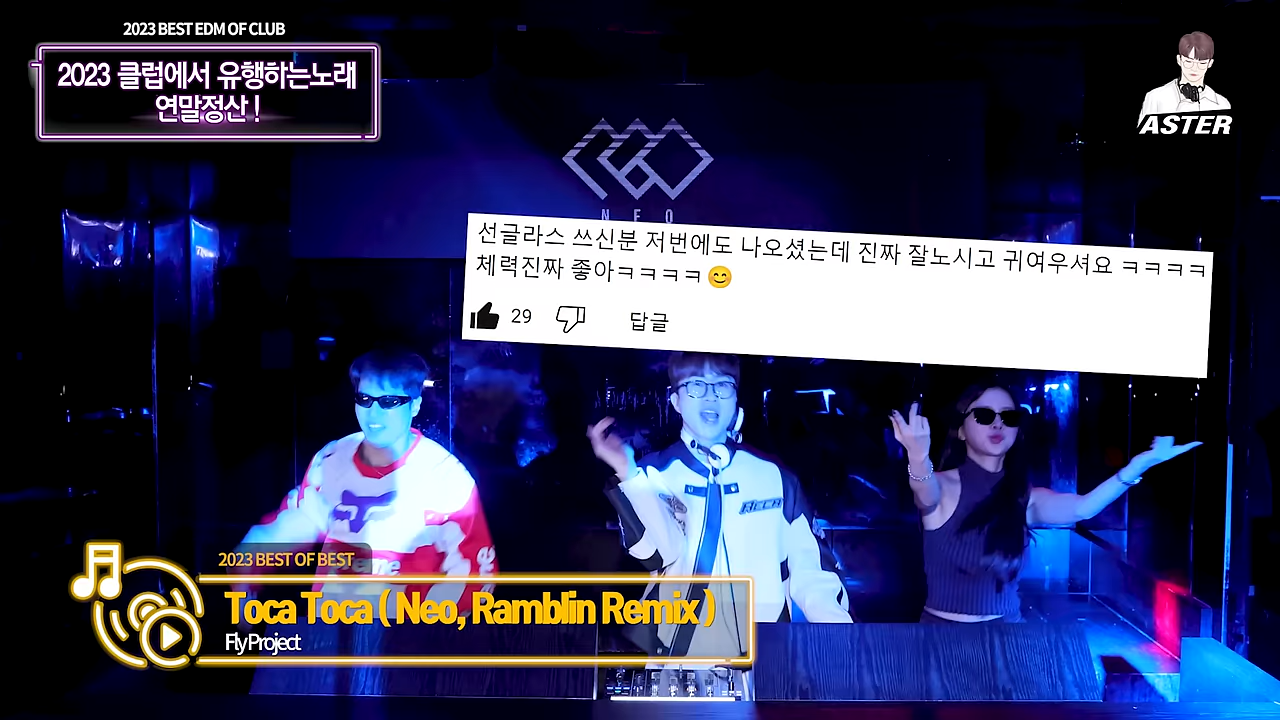 2023 BEST EDM OF CLUB
2023 클럽에서 유행하는노래
연말정산 !
ASTER
NEO
선글라스 쓰신분 저번에도 나오셨는데 진짜 잘노시고 귀여우셔요 ㅋㅋㅋㅋ
체력진짜 좋아ㅋㅋㅋㅋ😊
29 답글
2023 BEST OF BEST
Toca Toca ( Neo, Ramblin Remix )
Fly Project